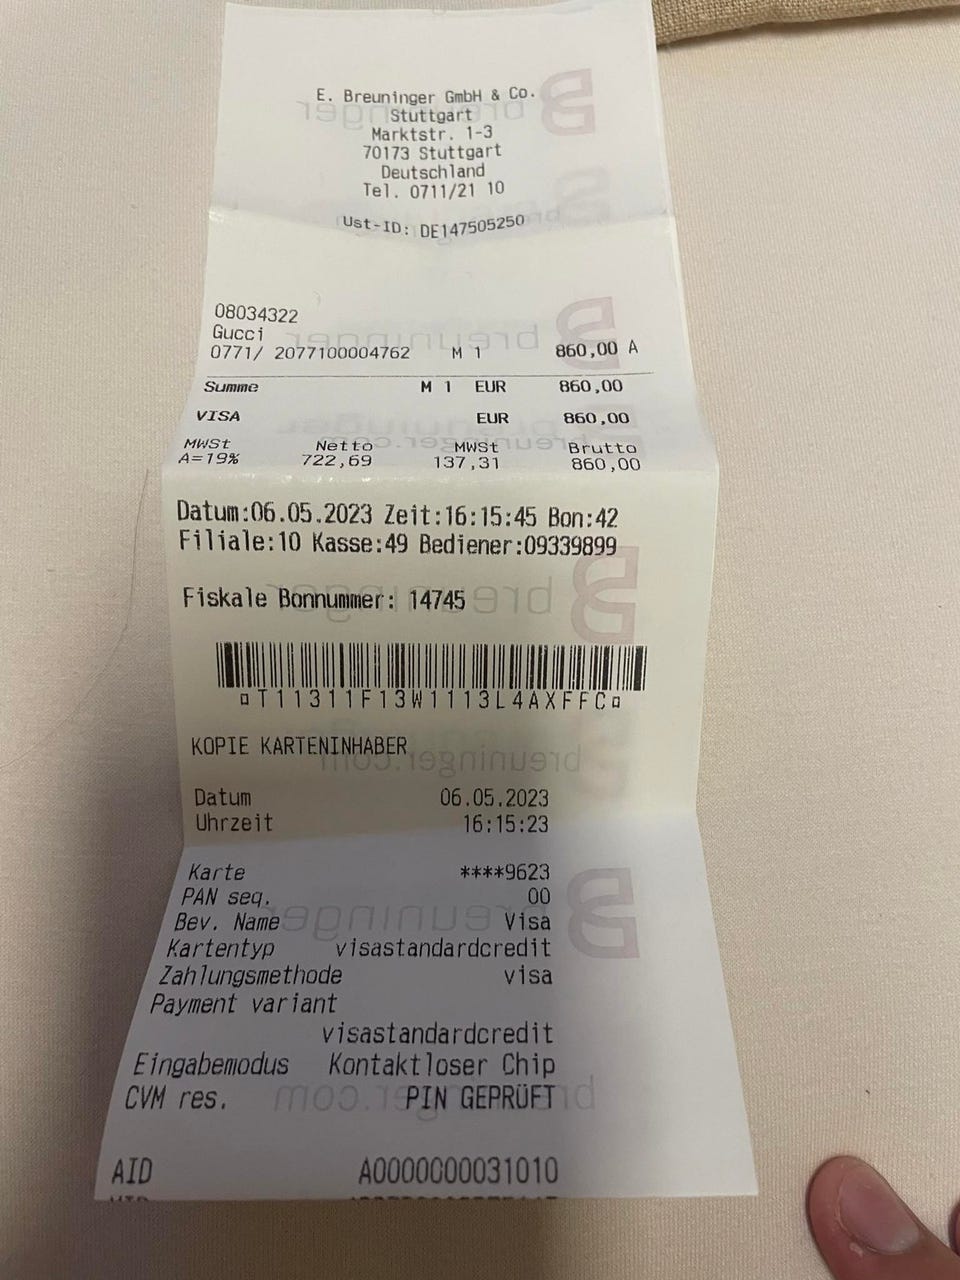 E. Breuninger GmbH & Co.
Stuttgart
Marktstr. 1-3
70173 Stuttgart
Deutschland
Tel. 0711/21 10
Ust-ID: DE147505250
08034322
Gucci
0771/ 2077100004762 M 1 860,00 A
Summe M 1 EUR 860,00
VISA EUR 860,00
MWSt Netto MWSt Brutto
A=19% 722,69 137,31 860,00
Datum:06.05.2023 Zeit:16:15:45 Bon:42
Filiale:10 Kasse:49 Bediener:09339899
Fiskale Bonnummer: 14745
¤T11311F13W1113L4AXFFC¤
KOPIE KARTENINHABER
Datum 06.05.2023
Uhrzeit 16:15:23
Karte ****9623
PAN seq. 00
Bev. Name Visa
Kartentyp visastandardcredit
Zahlungsmethode visa
Payment variant
visastandardcredit
Eingabemodus Kontaktloser Chip
CVM res. PIN GEPRÜFT
AID A0000000031010